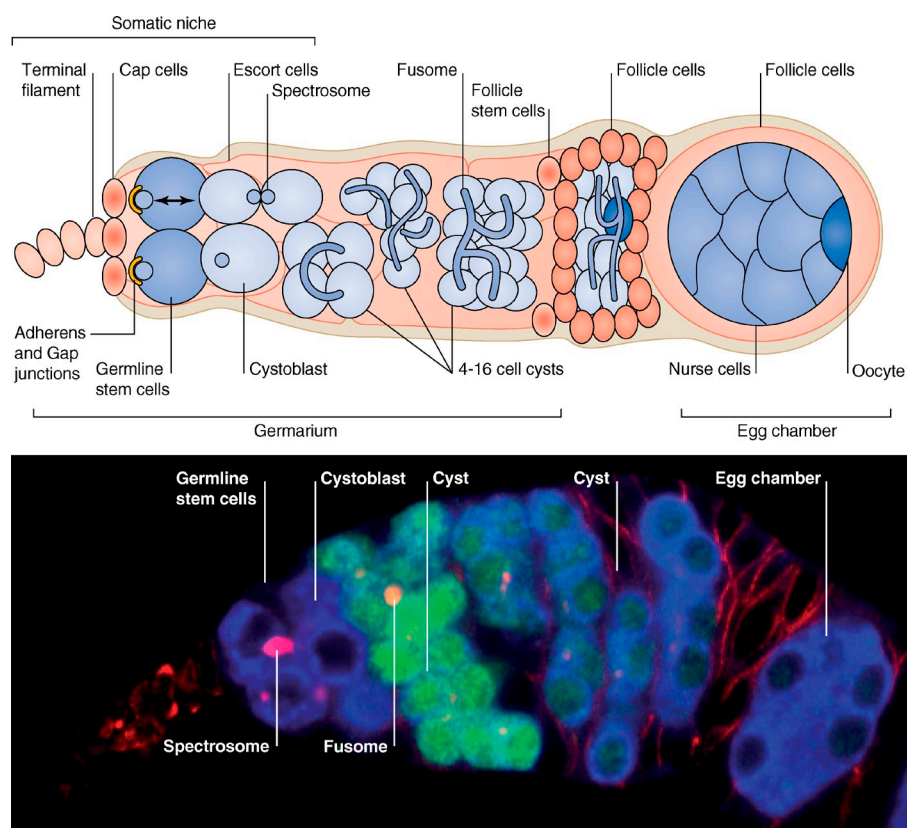 Somatic niche
Terminal
filament
Cap cells
Escort cells
Spectrosome
Fusome
Follicle
stem cells
Follicle cells
Follicle cells
Adherens
and Gap
junctions
Germline
stem cells
Cystoblast
4-16 cell cysts
Nurse cells
Oocyte
Germarium
Egg chamber
Germline
stem cells
Cystoblast
Cyst
Cyst
Egg chamber
Spectrosome
Fusome